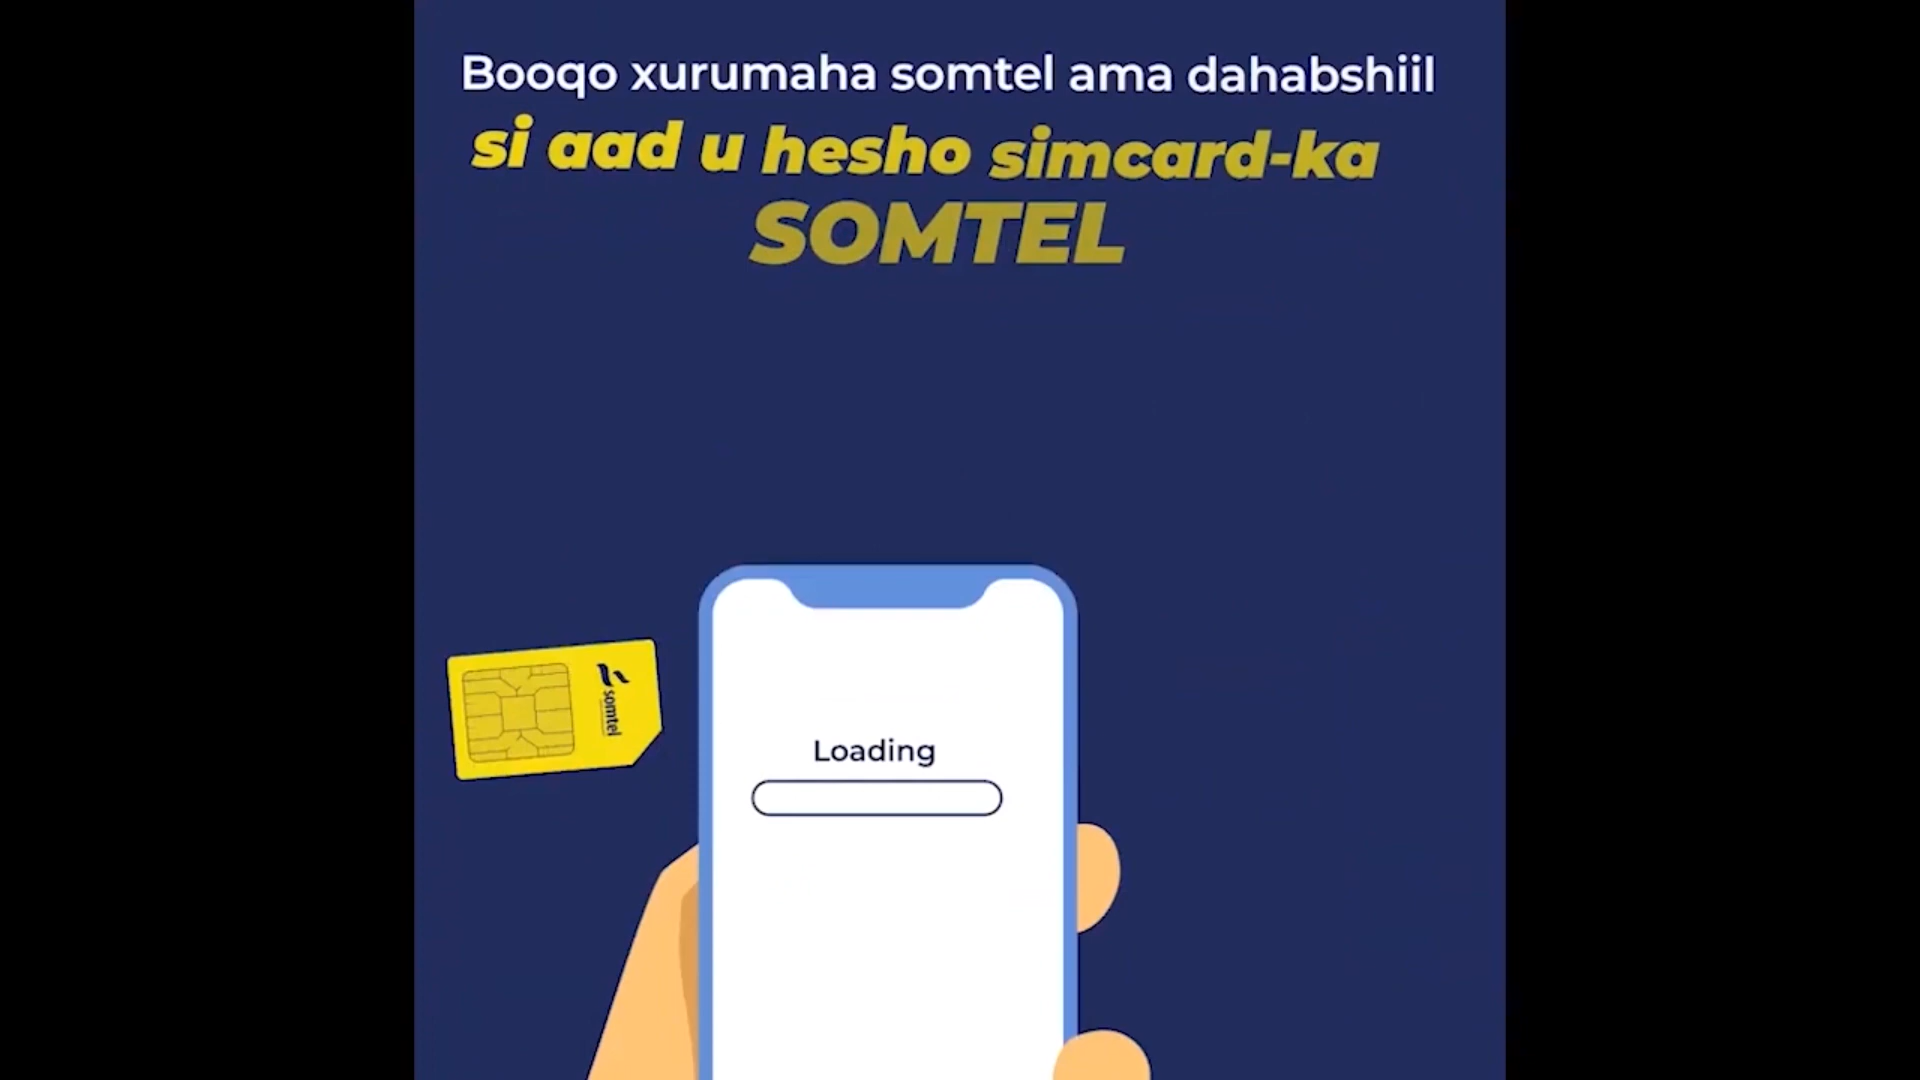 Booqo xurumaha somtel ama dahabshiil
si aad u hesho simcard-ka
SOMTEL
somtel
Loading